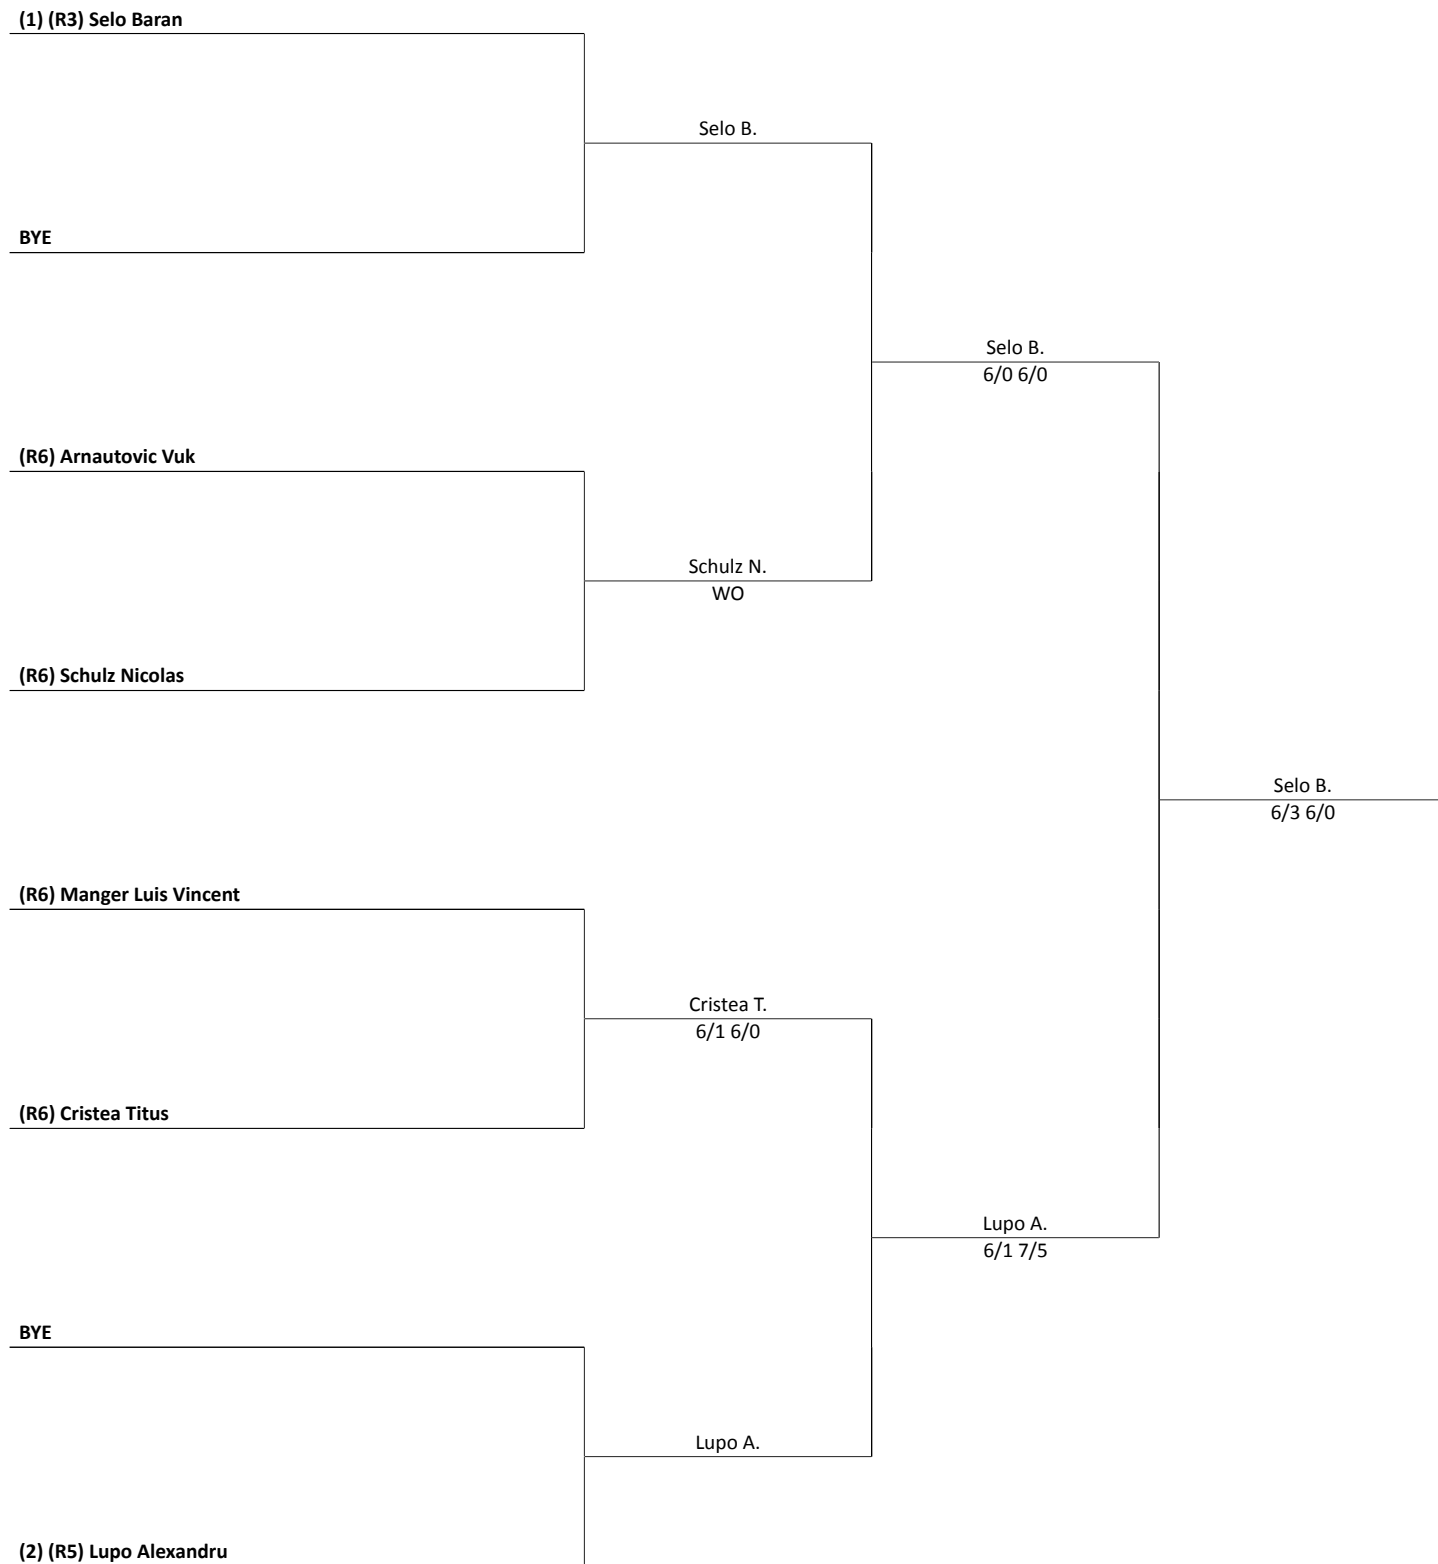 (1) (R3) Selo Baran
Selo B.
BYE
Selo B.
6/0 6/0
(R6) Arnautovic Vuk
Schulz N.
WO
(R6) Schulz Nicolas
Selo B.
6/3 6/0
(R6) Manger Luis Vincent
Cristea T.
6/1 6/0
(R6) Cristea Titus
Lupo A.
6/1 7/5
BYE
Lupo A.
(2) (R5) Lupo Alexandru